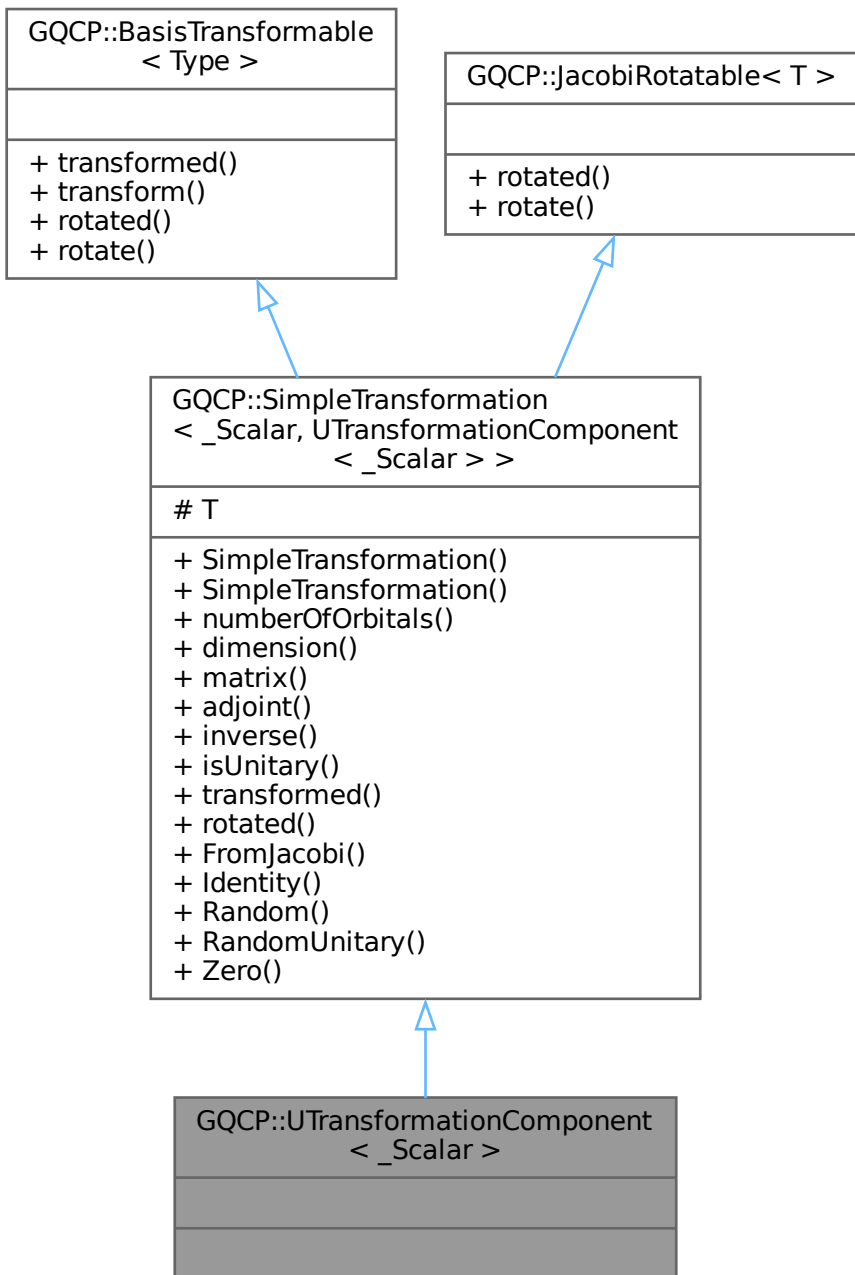 GQCP::BasisTransformable
< Type >
+ transformed()
+ transform()
+ rotated()
+ rotate()
GQCP::JacobiRotatable< T >
+ rotated()
+ rotate()
GQCP::SimpleTransformation
< _Scalar, UTransformationComponent
< _Scalar > >
# T
+ SimpleTransformation()
+ SimpleTransformation()
+ numberOfOrbitals()
+ dimension()
+ matrix()
+ adjoint()
+ inverse()
+ isUnitary()
+ transformed()
+ rotated()
+ FromJacobi()
+ Identity()
+ Random()
+ RandomUnitary()
+ Zero()
GQCP::UTransformationComponent
< _Scalar >